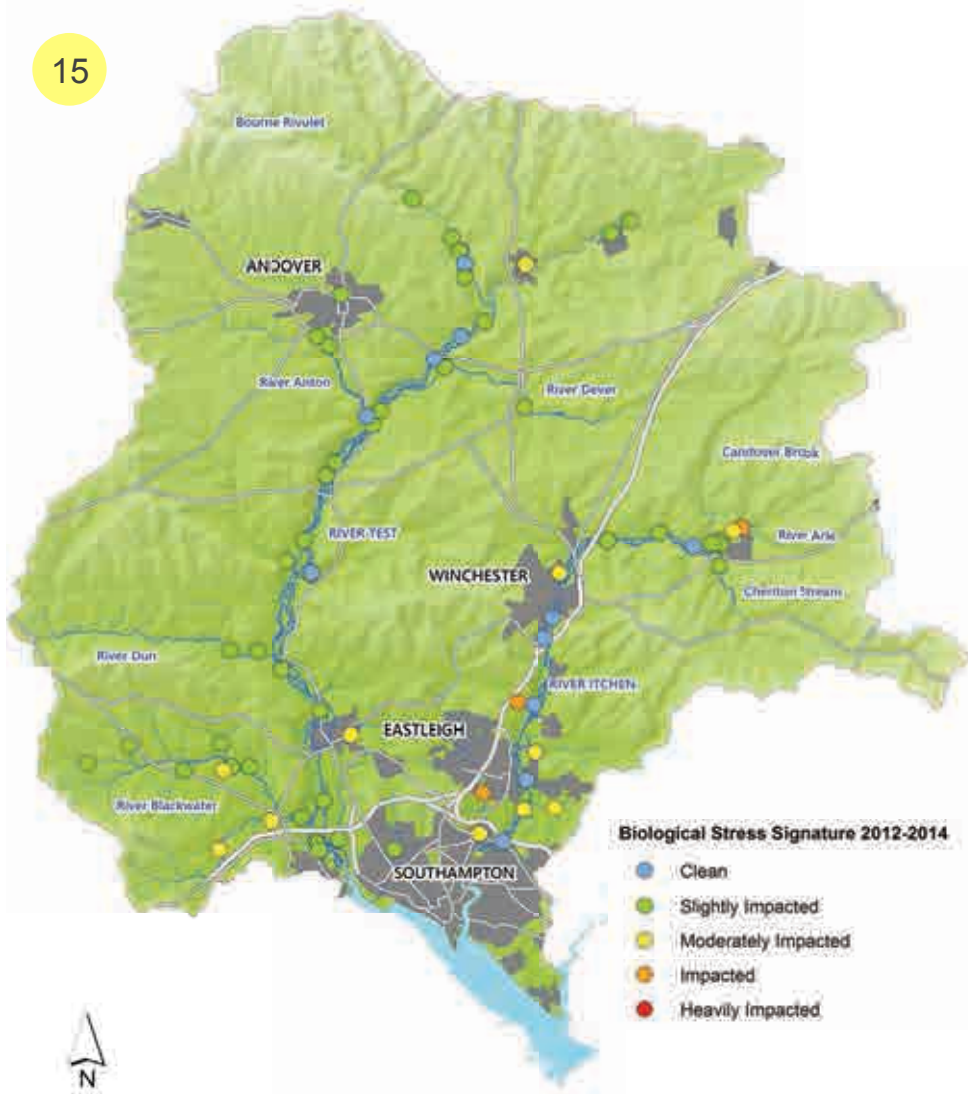 15
Bourne Rivulet
ANDOVER
River Anton
River Dever
Candover Brook
RIVER TEST
River Arle
WINCHESTER
Cheriton Stream
River Dun
RIVER ITCHEN
EASTLEIGH
River Blackwater
SOUTHAMPTON
Biological Stress Signature 2012-2014
Clean
Slightly Impacted
Moderately Impacted
Impacted
Heavily Impacted
N